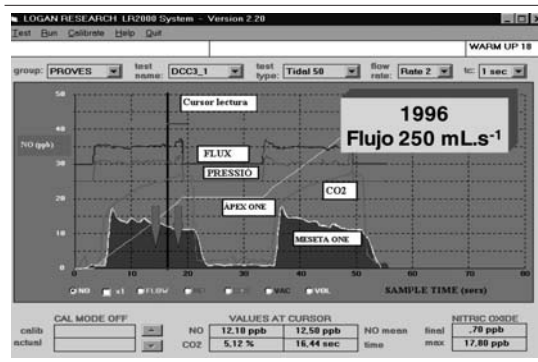 LOGAN RESEARCH LR2000 System - Version 2.20
Test Run Calibrate Help Quit
WARM UP 18
group: PROVES test name: DCC3_1 test type: Tidal 50 flow rate: Rate 2 tc: 1 sec
50
40
30
20
10
0
NO (ppb)
Cursor lectura
1996
Flujo 250 mL.s-1
FLUX
PRESSIÓ
CO2
APEX ONE
MESETA ONE
0 10 20 30 40 50 60 70 80
NO x1 FLOW VAC VOL SAMPLE TIME (secs)
CAL MODE OFF VALUES AT CURSOR NITRIC OXIDE
calib NO 12,10 ppb 12,50 ppb NO mean final ,70 ppb
actual CO2 5,12 % 16,44 sec time max 17,80 ppb